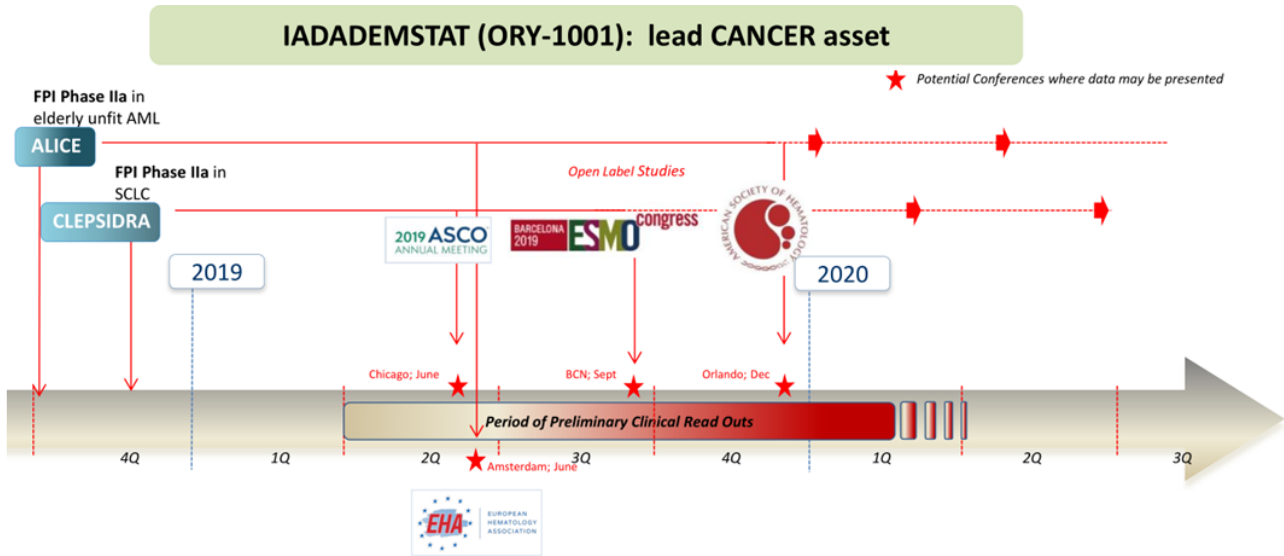 IADADEMSTAT (ORY-1001): lead CANCER asset
Potential Conferences where data may be presented
FPI Phase IIa in
elderly unfit AML
ALICE
FPI Phase IIa in
SCLC
CLEPSIDRA
Open Label Studies
2019 ASCO
ANNUAL MEETING
BARCELONA
2019
ESMO
congress
AMERICAN SOCIETY OF HEMATOLOGY
2019
2020
Chicago; June
BCN; Sept
Orlando; Dec
Period of Preliminary Clinical Read Outs
4Q
1Q
2Q
3Q
4Q
1Q
2Q
3Q
Amsterdam; June
EHA
EUROPEAN
HEMATOLOGY
ASSOCIATION